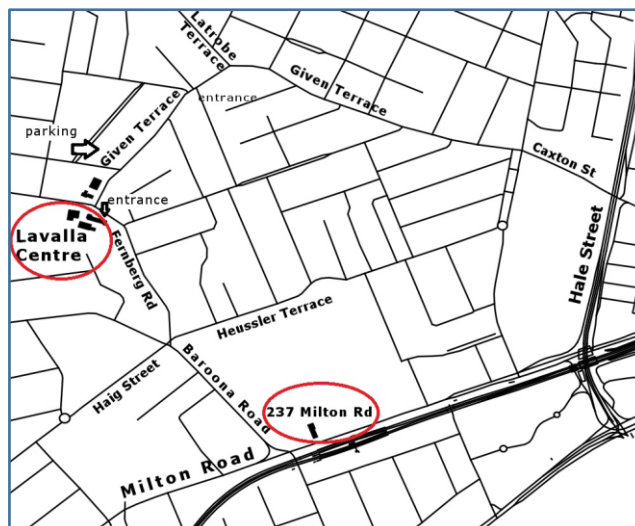 Latrobe
Terrace
Given Terrace
entrance
parking
Given Terrace
Caxton St
entrance
Lavalla
Centre
Fernberg Rd
Hale Street
Heussler Terrace
Baroona Road
Haig Street
237 Milton Rd
Milton Road